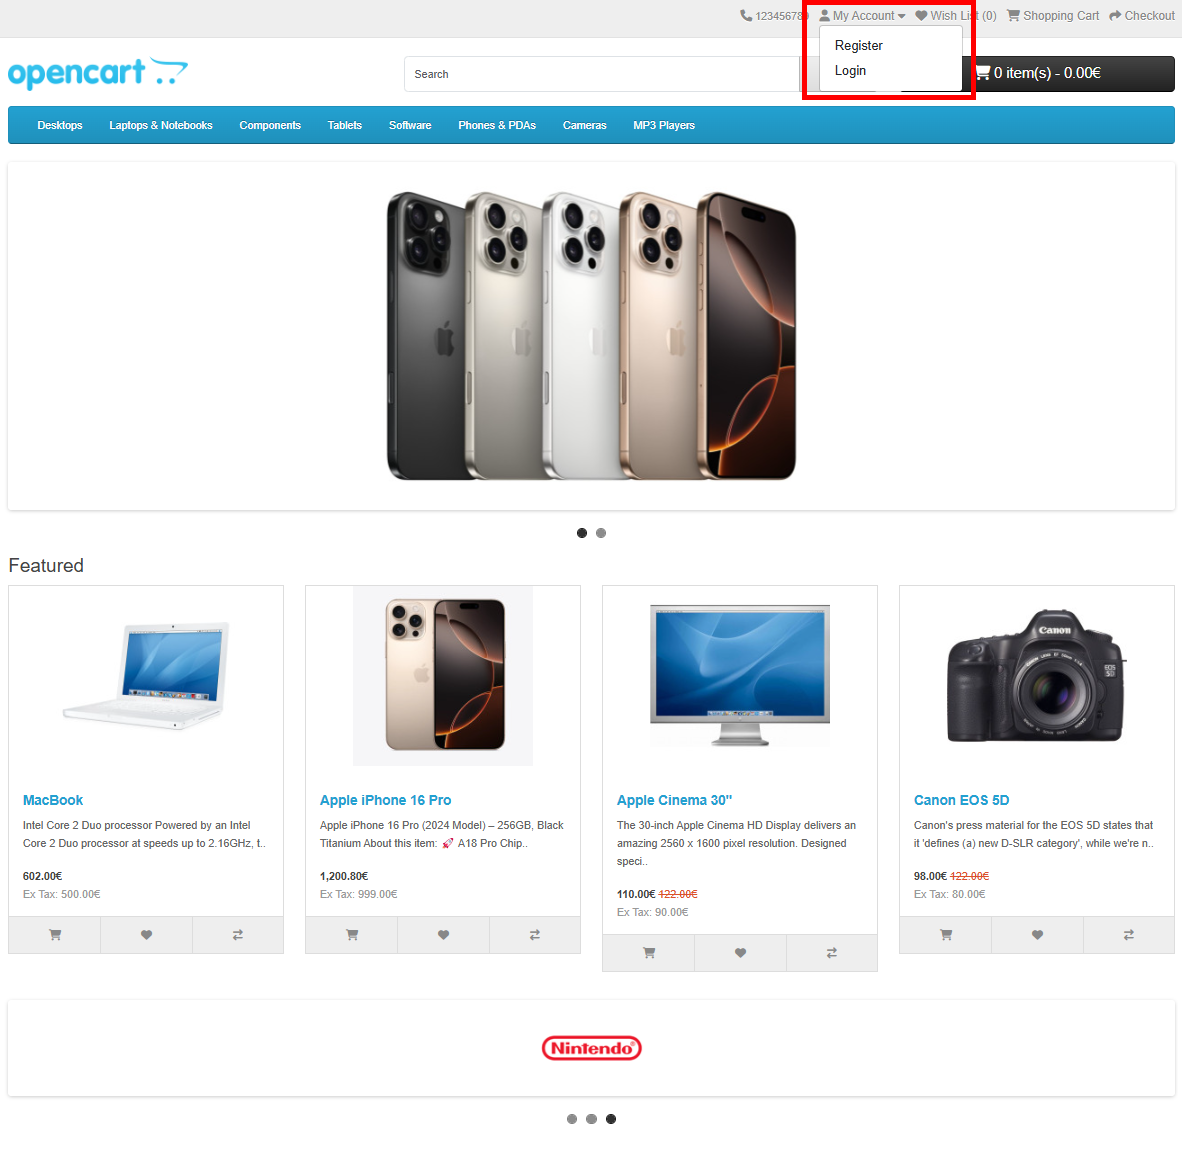 123456789 My Account Wish List (0) Shopping Cart Checkout
Register
Login
opencart
Search
0 item(s) - 0.00€
Desktops Laptops & Notebooks Components Tablets Software Phones & PDAs Cameras MP3 Players
Featured
Canon
MacBook
Intel Core 2 Duo processor Powered by an Intel
Core 2 Duo processor at speeds up to 2.16GHz, t..
602.00€
Ex Tax: 500.00€
Apple iPhone 16 Pro
Apple iPhone 16 Pro (2024 Model) – 256GB, Black
Titanium About this item: 🚀 A18 Pro Chip..
1,200.80€
Ex Tax: 999.00€
Apple Cinema 30"
The 30-inch Apple Cinema HD Display delivers an
amazing 2560 x 1600 pixel resolution. Designed
speci..
110.00€ 122.00€
Ex Tax: 90.00€
Canon EOS 5D
Canon's press material for the EOS 5D states that
it 'defines (a) new D-SLR category', while we're n..
98.00€ 122.00€
Ex Tax: 80.00€
Nintendo